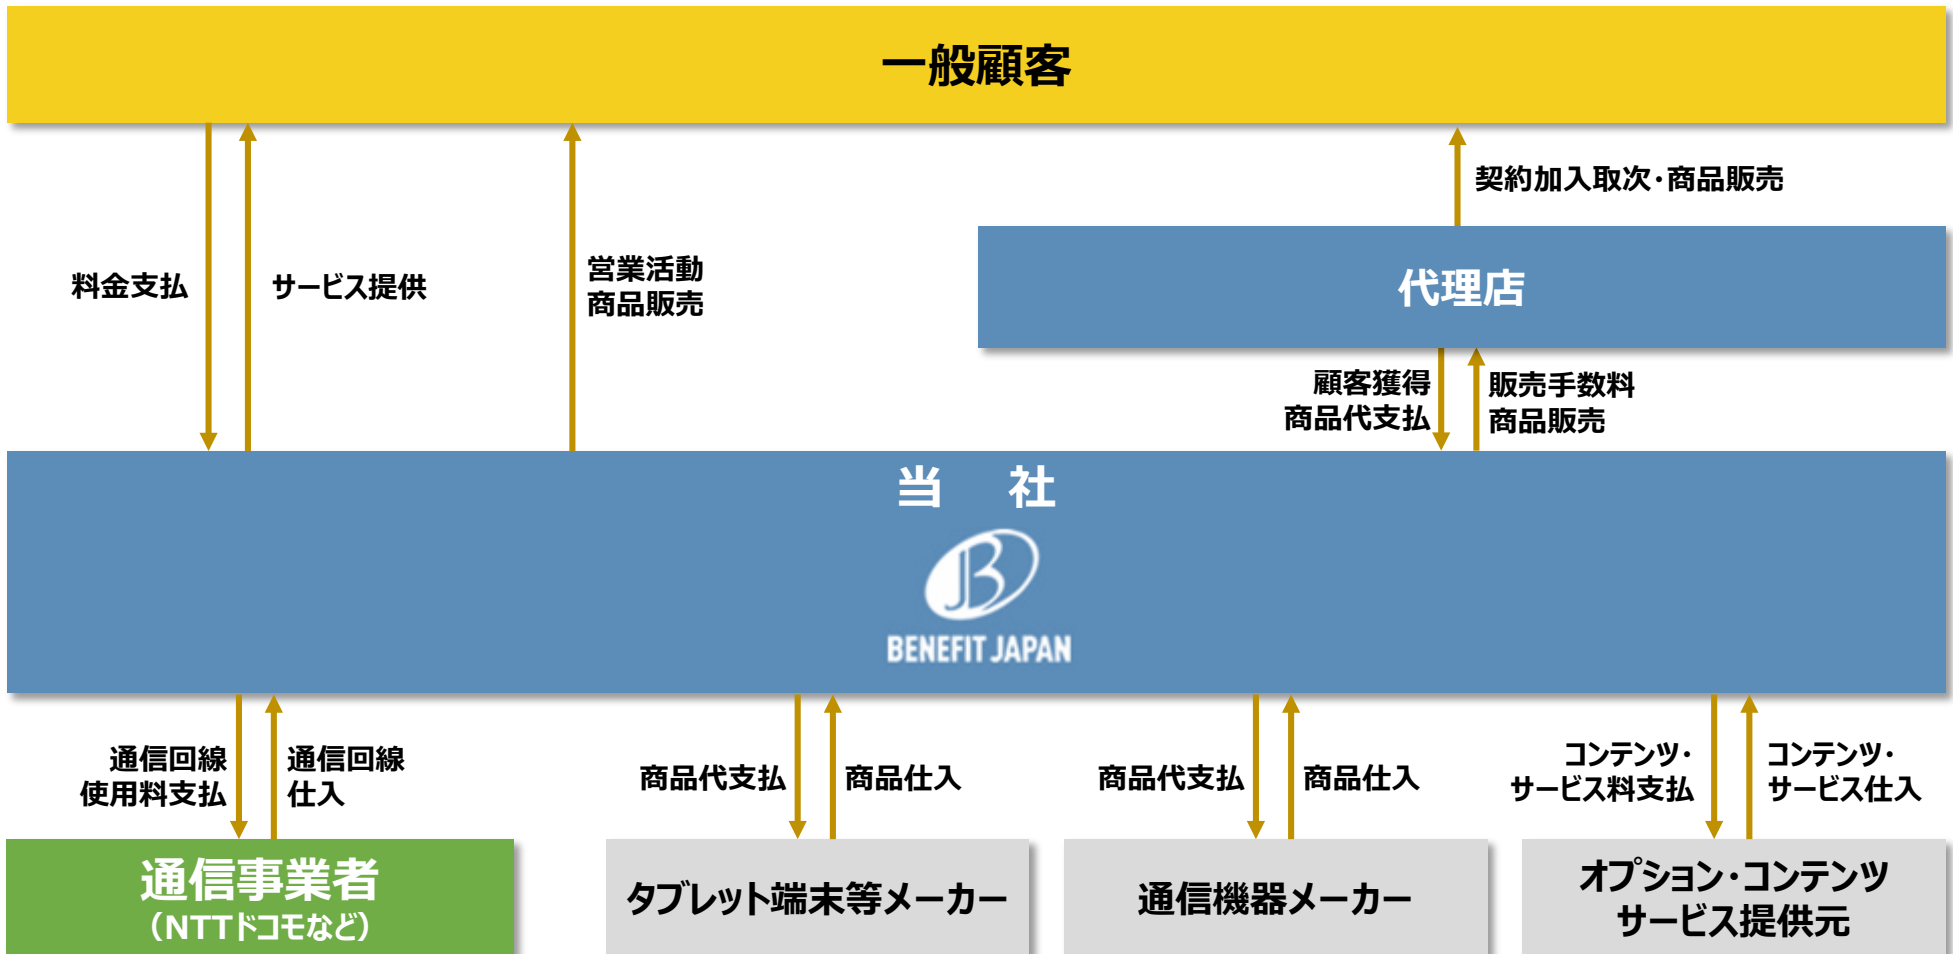 一般顧客
契約加入取次・商品販売
料金支払
サービス提供
営業活動
商品販売
代理店
顧客獲得
商品代支払
販売手数料
商品販売
当 社
JB
BENEFIT JAPAN
通信回線
使用料支払
通信回線
仕入
商品代支払
商品仕入
商品代支払
商品仕入
コンテンツ・
サービス料支払
コンテンツ・
サービス仕入
通信事業者
（NTTドコモなど）
タブレット端末等メーカー
通信機器メーカー
オプション・コンテンツ
サービス提供元